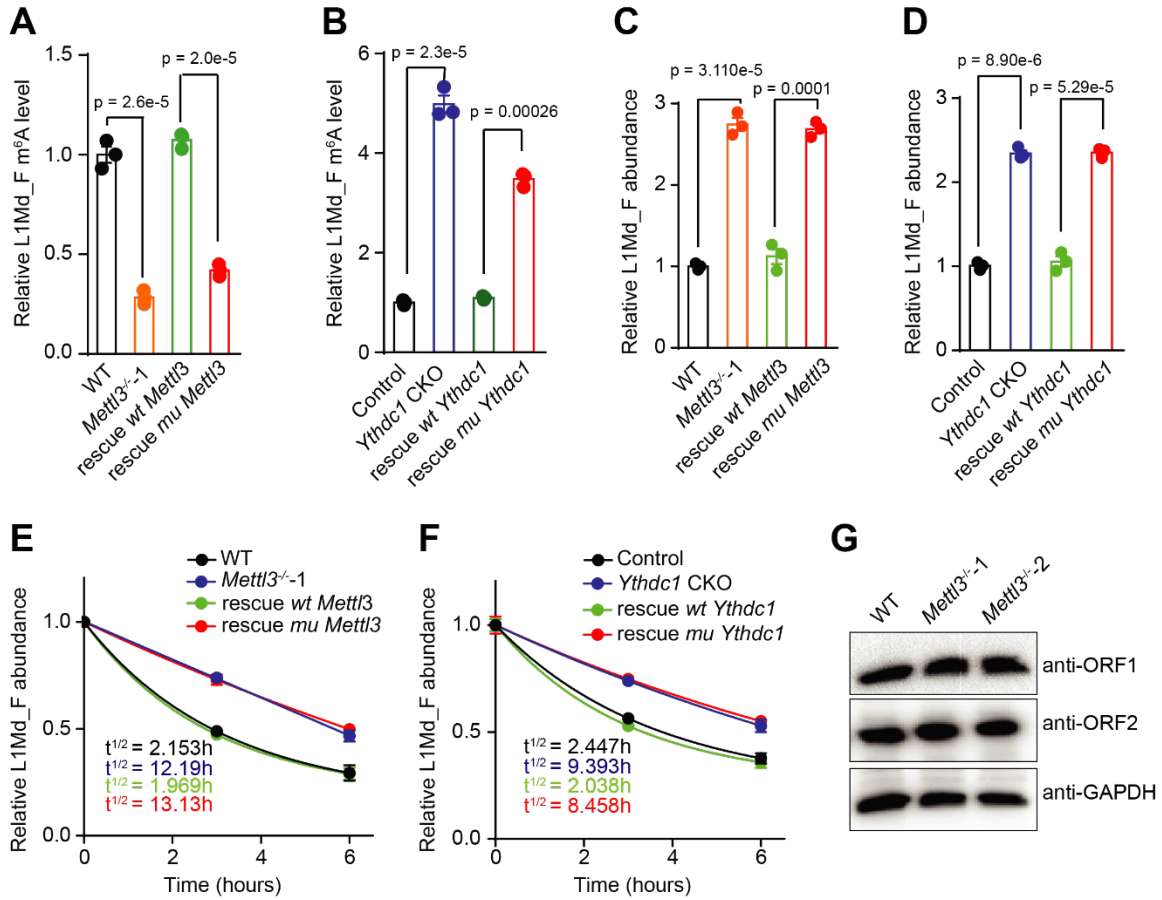 A
Relative L1Md_F m⁶A level
1.5
1.0
0.5
0.0
p = 2.6e-5
p = 2.0e-5
WT
Mettl3⁻/⁻-1
rescue wt Mettl3
rescue mu Mettl3
B
Relative L1Md_F m⁶A level
6
4
2
0
p = 2.3e-5
p = 0.00026
Control
Ythdc1 CKO
rescue wt Ythdc1
rescue mu Ythdc1
C
Relative L1Md_F abundance
3
2
1
0
p = 3.110e-5
p = 0.0001
WT
Mettl3⁻/⁻-1
rescue wt Mettl3
rescue mu Mettl3
D
Relative L1Md_F abundance
3
2
1
0
p = 8.90e-6
p = 5.29e-5
Control
Ythdc1 CKO
rescue wt Ythdc1
rescue mu Ythdc1
E
WT
Mettl3⁻/⁻-1
rescue wt Mettl3
rescue mu Mettl3
Relative L1Md_F abundance
1.0
0.5
0.0
t¹/² = 2.153h
t¹/² = 12.19h
t¹/² = 1.969h
t¹/² = 13.13h
0
2
4
6
Time (hours)
F
Control
Ythdc1 CKO
rescue wt Ythdc1
rescue mu Ythdc1
Relative L1Md_F abundance
1.0
0.5
0.0
t¹/² = 2.447h
t¹/² = 9.393h
t¹/² = 2.038h
t¹/² = 8.458h
0
2
4
6
Time (hours)
G
WT
Mettl3⁻/⁻-1
Mettl3⁻/⁻-2
anti-ORF1
anti-ORF2
anti-GAPDH